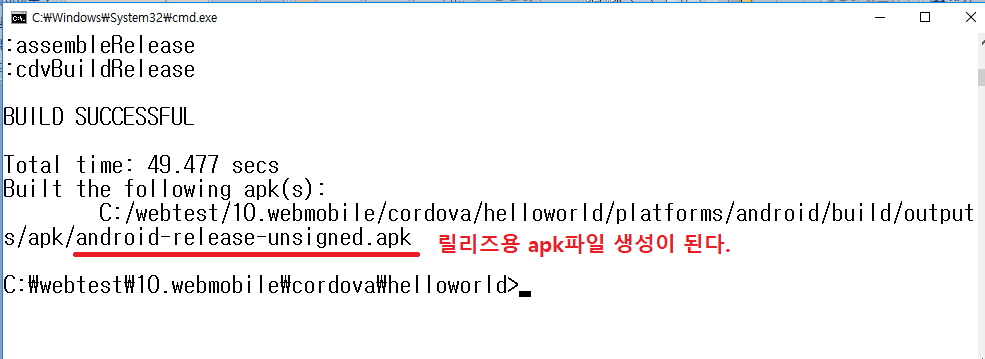 C:₩Windows₩System32₩cmd.exe
:assembleRelease
:cdvBuildRelease
BUILD SUCCESSFUL
Total time: 49.477 secs
Built the following apk(s):
C:/webtest/10.webmobile/cordova/helloworld/platforms/android/build/output
s/apk/android-release-unsigned.apk 릴리즈용 apk파일 생성이 된다.
C:₩webtest₩10.webmobile₩cordova₩helloworld>